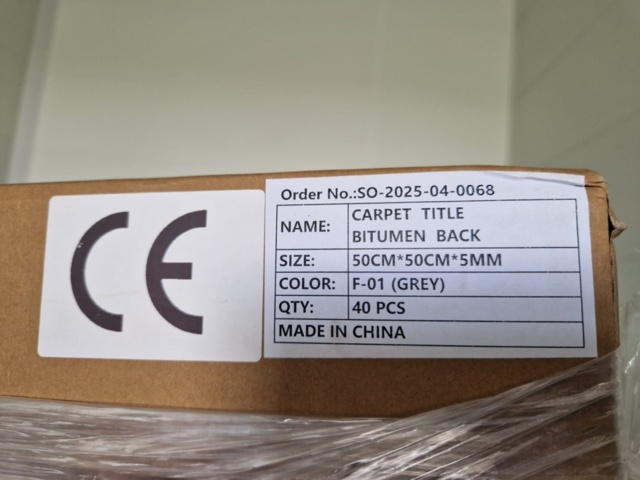 CE
Order No.:SO-2025-04-0068
NAME: CARPET TITLE
BITUMEN BACK
SIZE: 50CM*50CM*5MM
COLOR: F-01 (GREY)
QTY: 40 PCS
MADE IN CHINA